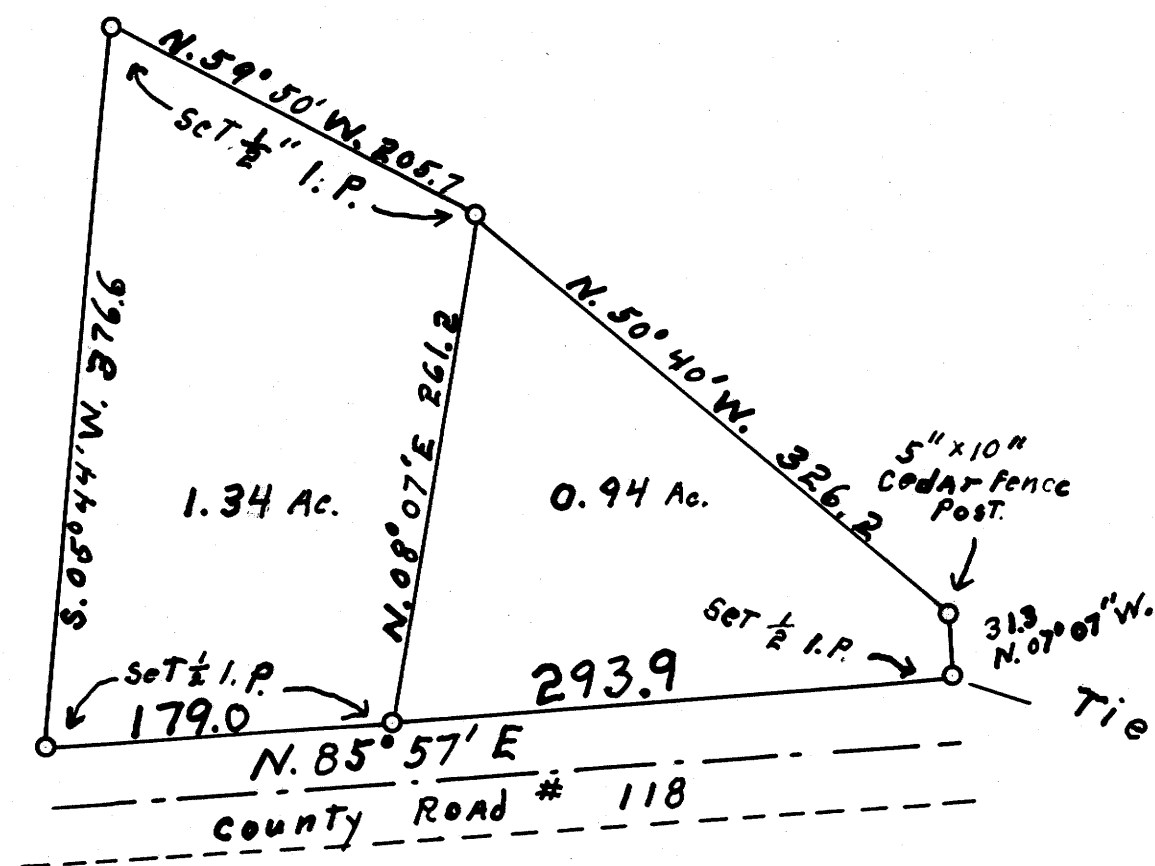 N. 59° 50' W. 205.7
SET 1/2" I. P.
S. 05° 44' W. 376.6
N. 08° 07' E 261.2
N. 50° 40' W. 326.2
1.34 Ac.
0.94 Ac.
5" x 10"
Cedar Fence
Post.
31.3
N. 07° 07" W.
SET 1/2 I. P.
SET 1/2 I. P.
179.0
293.9
N. 85° 57' E
Tie
County Road # 118